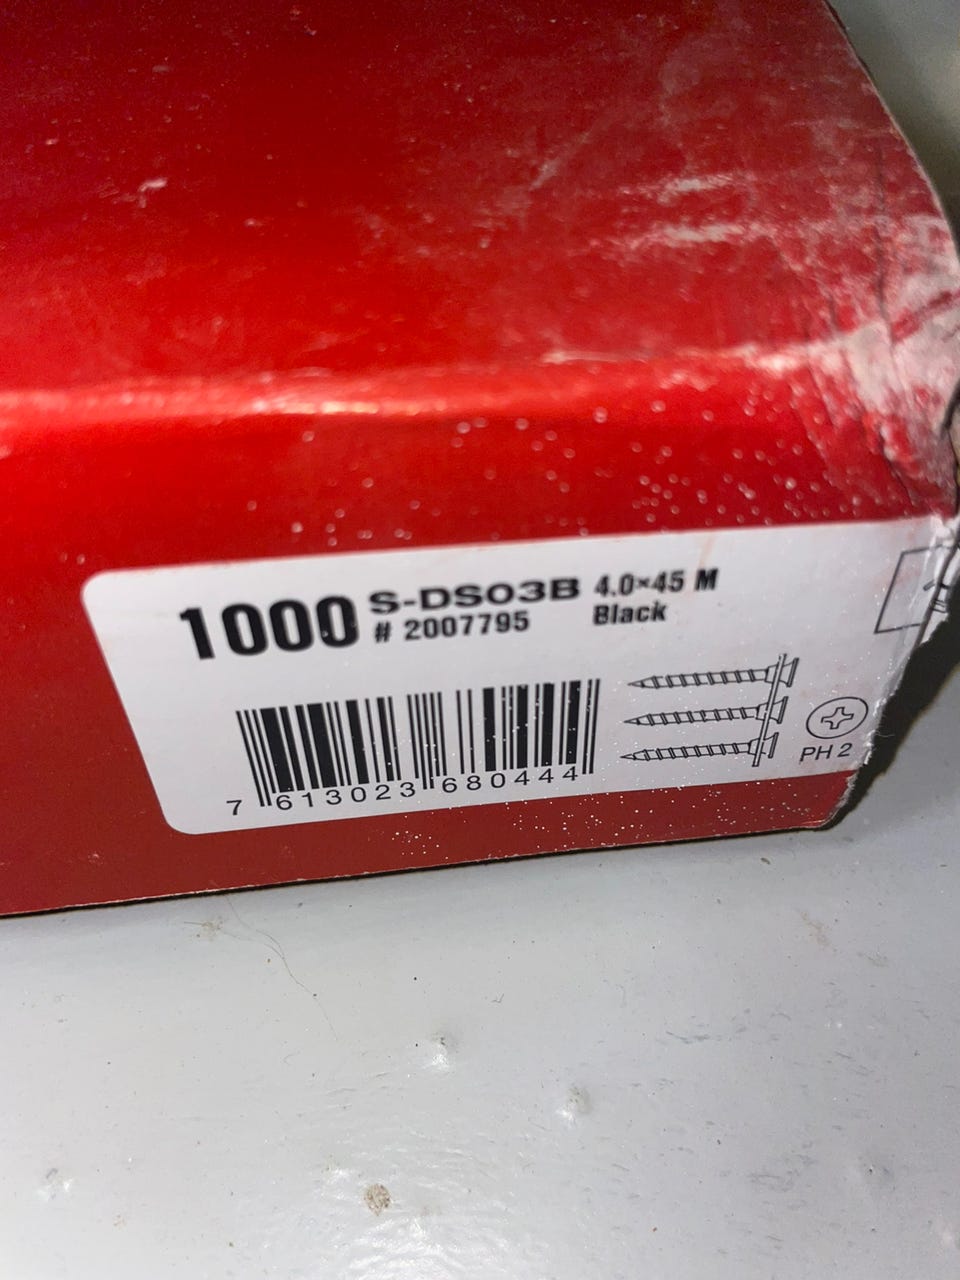 1000 S-DS03B 4.0×45 M
# 2007795 Black
7 613023 680444
PH 2